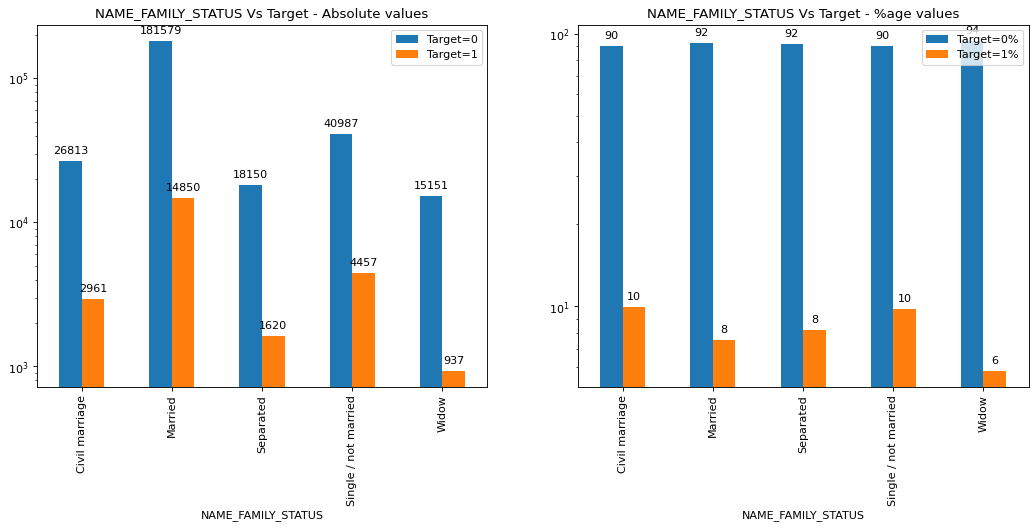 NAME_FAMILY_STATUS Vs Target - Absolute values
181579
Target=0
Target=1
10^5
40987
26813
18150
15151
14850
10^4
4457
2961
1620
937
10^3
Civil marriage
Married
Separated
Single / not married
Widow
NAME_FAMILY_STATUS
NAME_FAMILY_STATUS Vs Target - %age values
10^2
90
92
92
90
94
Target=0%
Target=1%
10^1
10
8
8
10
6
Civil marriage
Married
Separated
Single / not married
Widow
NAME_FAMILY_STATUS